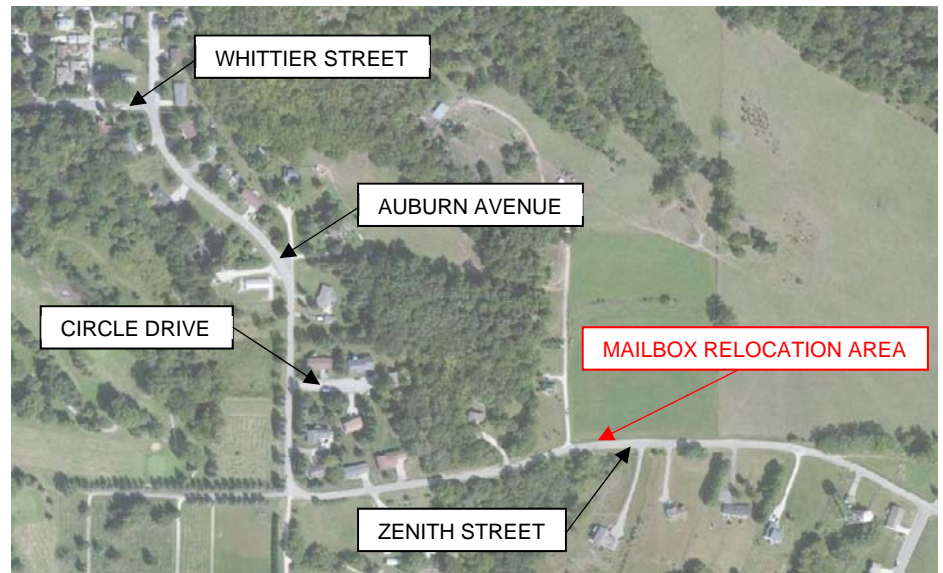 WHITTIER STREET
AUBURN AVENUE
CIRCLE DRIVE
MAILBOX RELOCATION AREA
ZENITH STREET